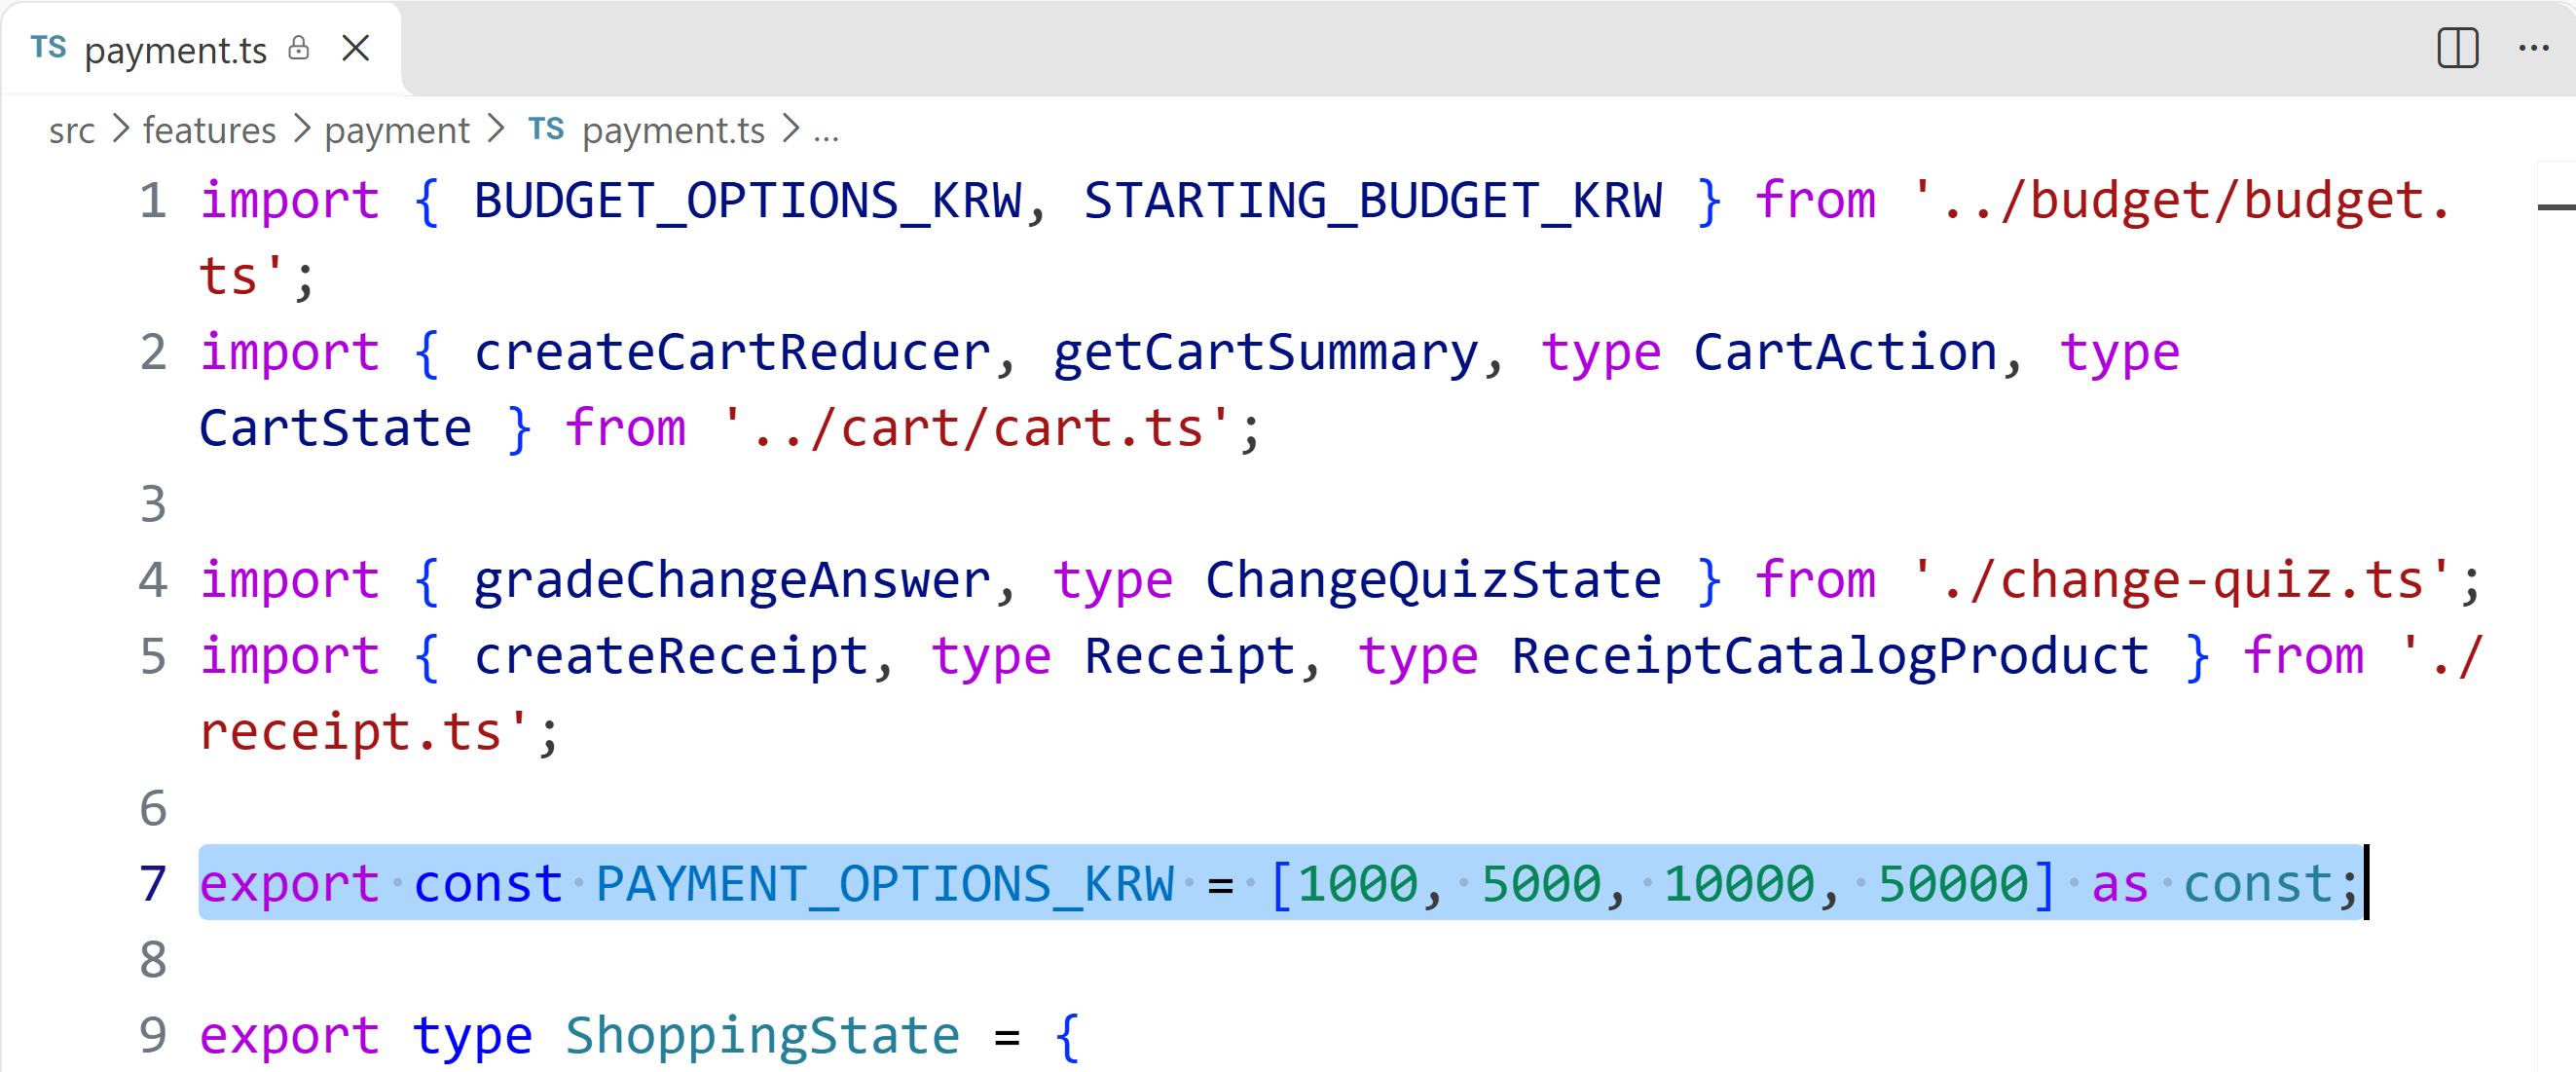 TS payment.ts
src > features > payment > TS payment.ts > ...
1 import { BUDGET_OPTIONS_KRW, STARTING_BUDGET_KRW } from '../budget/budget.
ts';
2 import { createCartReducer, getCartSummary, type CartAction, type
CartState } from '../cart/cart.ts';
3
4 import { gradeChangeAnswer, type ChangeQuizState } from './change-quiz.ts';
5 import { createReceipt, type Receipt, type ReceiptCatalogProduct } from './
receipt.ts';
6
7 export const PAYMENT_OPTIONS_KRW = [1000, 5000, 10000, 50000] as const;
8
9 export type ShoppingState = {